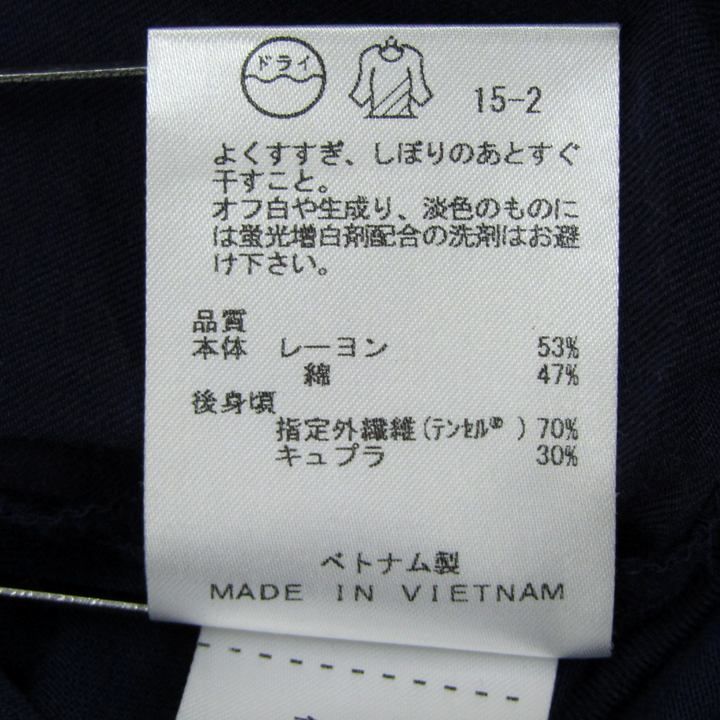 ドライ
15-2
よくすすぎ、しぼりのあとすぐ
干すこと。
オフ白や生成り、淡色のものに
は蛍光増白剤配合の洗剤はお避
け下さい。
品質
本体 レーヨン 53%
綿 47%
後身頃
指定外繊維(テンセル® ) 70%
キュプラ 30%
ベトナム製
MADE IN VIETNAM